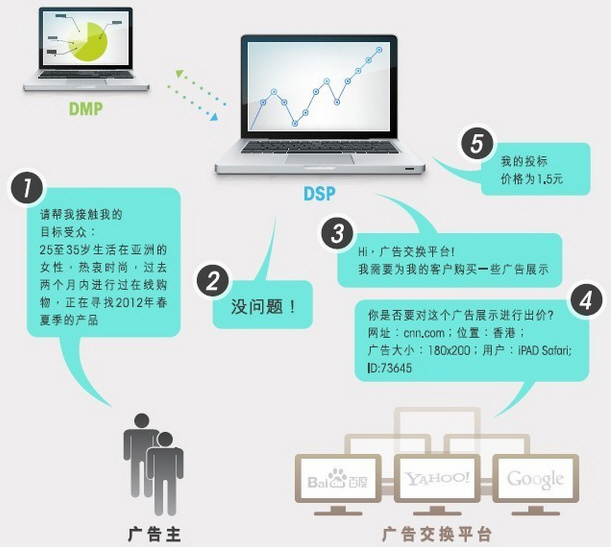 DMP
DSP
1
请帮我接触我的
目标受众：
25至35岁生活在亚洲的
女性，热衷时尚，过去
两个月内进行过在线购
物，正在寻找2012年春
夏季的产品
2
没问题！
3
Hi，广告交换平台!
我需要为我的客户购买一些广告展示
4
你是否要对这个广告展示进行出价?
网址：cnn.com；位置：香港；
广告大小：180x200；用户：iPAD Safari;
ID:73645
5
我的投标
价格为1.5元
Bai 百度
YAHOO!
Google
广告主
广告交换平台